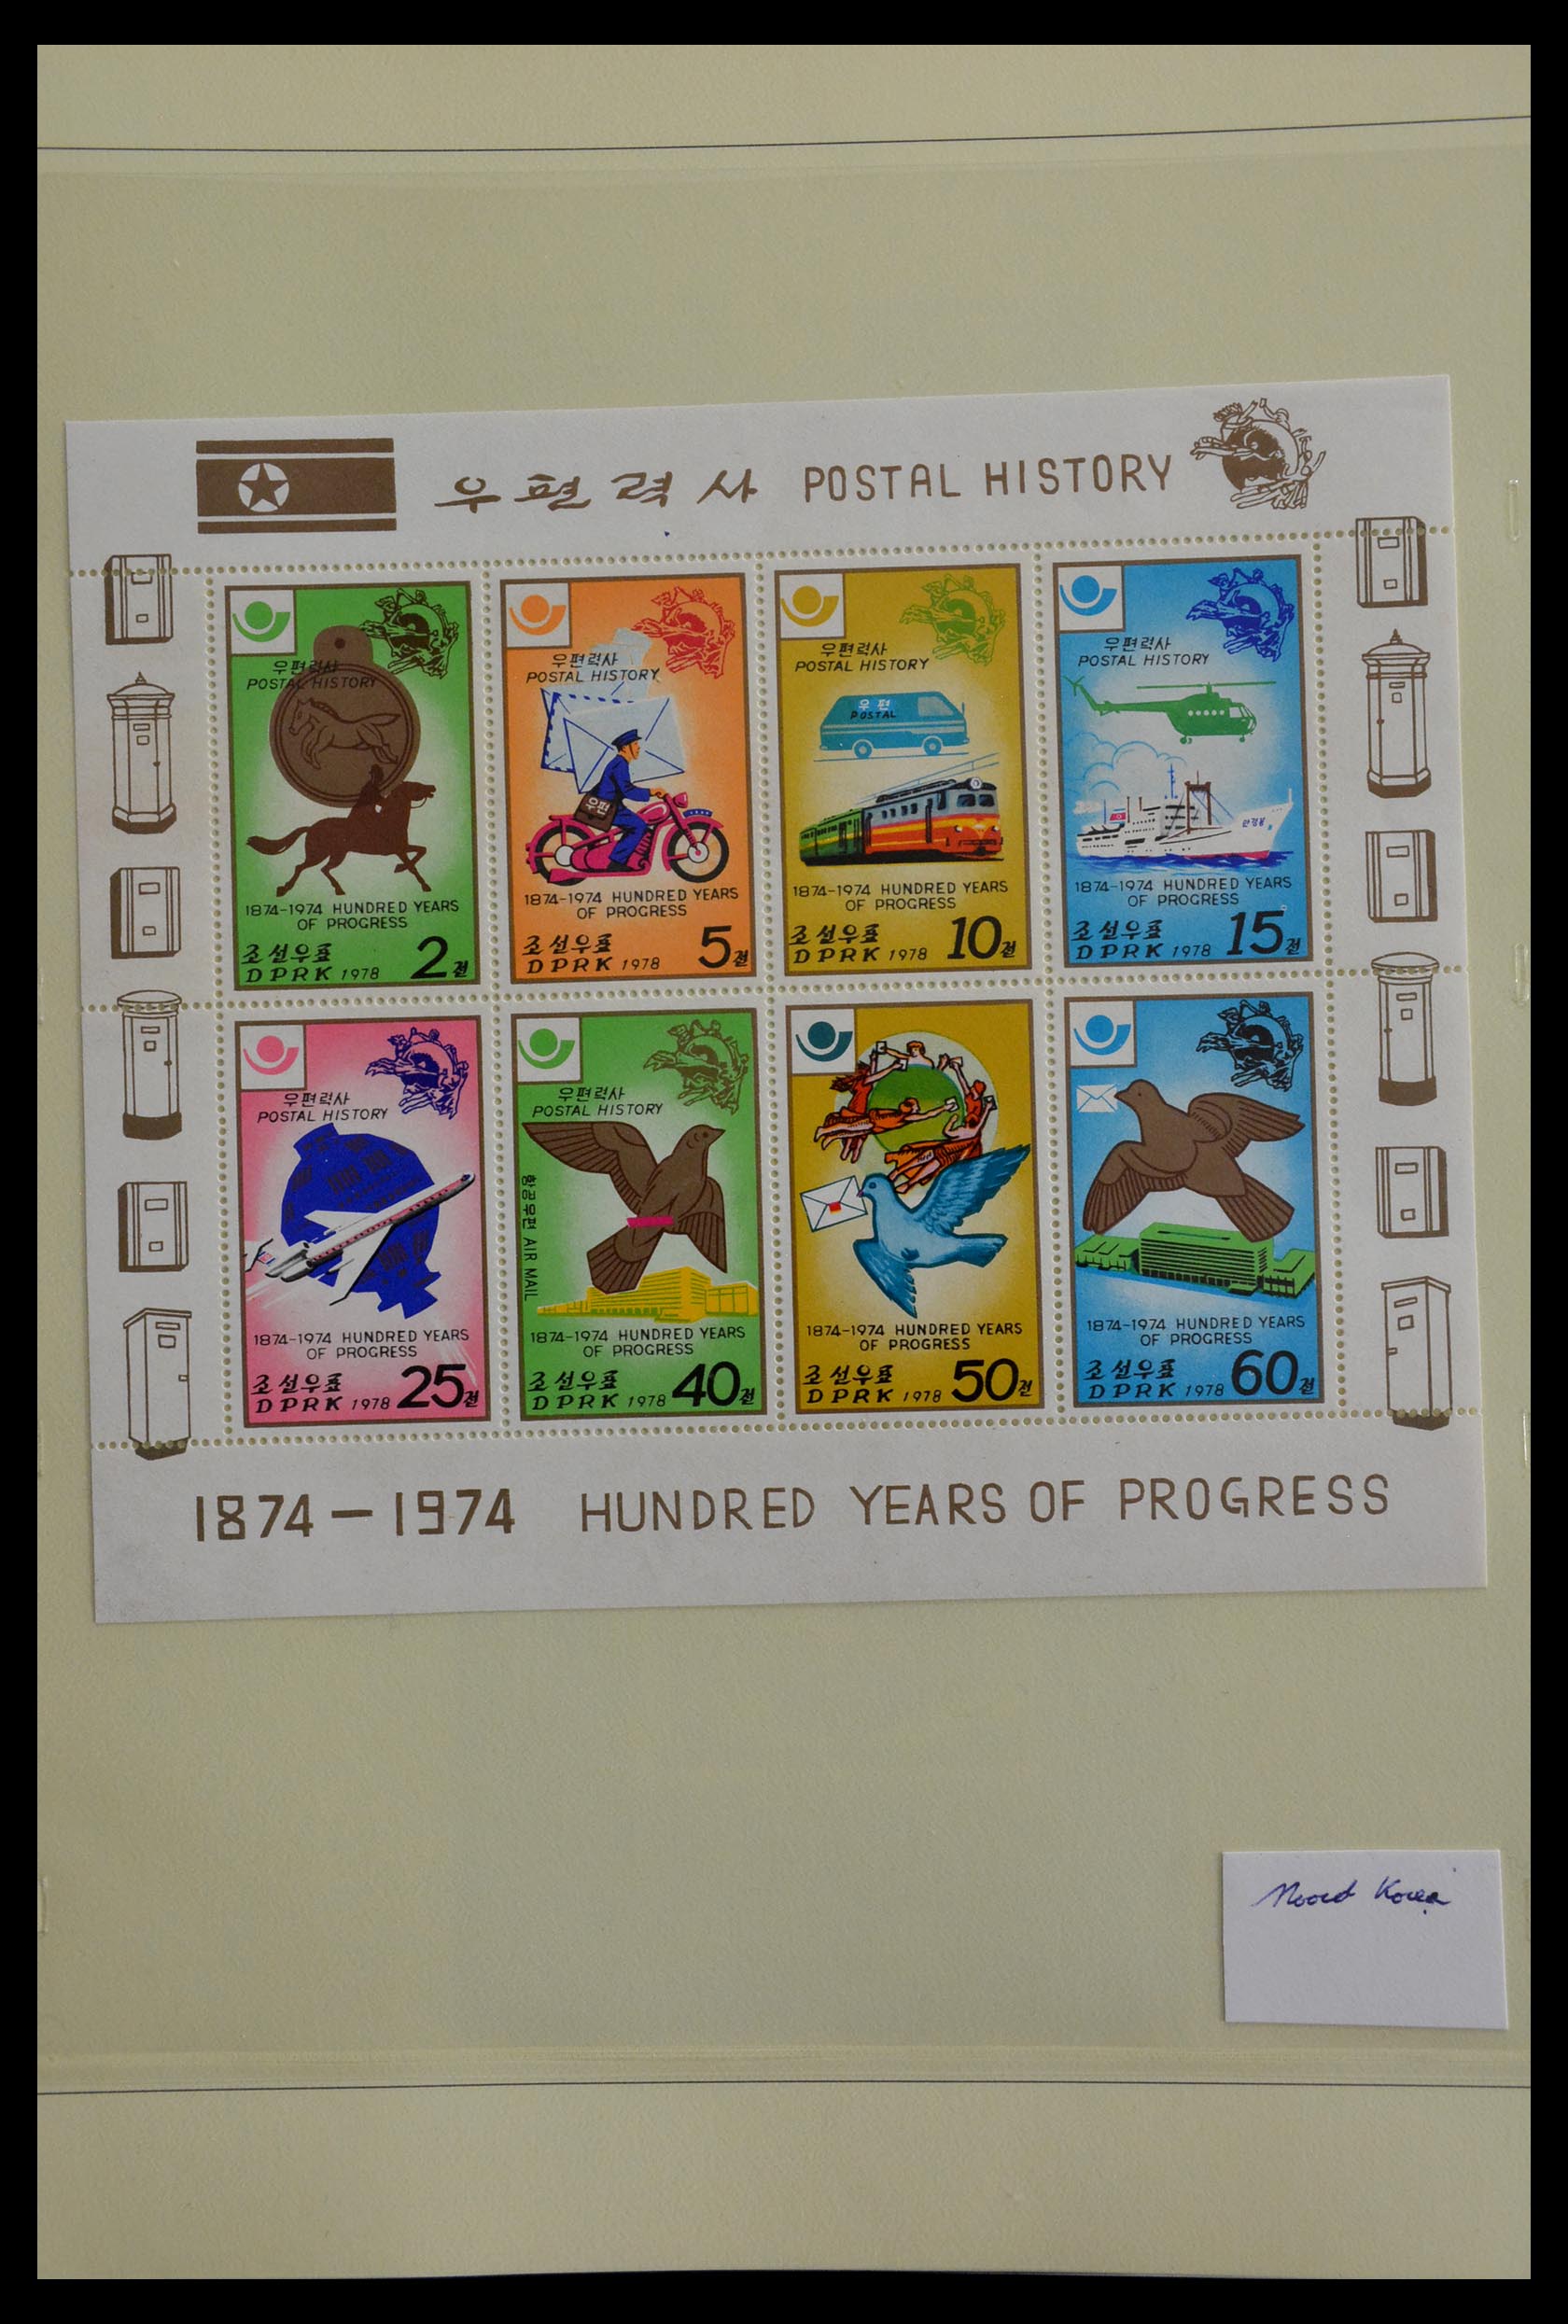 우편력사 POSTAL HISTORY
우편력사
POSTAL HISTORY
1874-1974 HUNDRED YEARS
OF PROGRESS
조선우표
DPRK 1978 2전
우편력사
POSTAL HISTORY
우편
1874-1974 HUNDRED YEARS
OF PROGRESS
조선우표
DPRK 1978 5전
우편력사
POSTAL HISTORY
우편
POSTAL
1874-1974 HUNDRED YEARS
OF PROGRESS
조선우표
DPRK 1978 10전
우편력사
POSTAL HISTORY
만경봉
1874-1974 HUNDRED YEARS
OF PROGRESS
조선우표
DPRK 1978 15전
우편력사
POSTAL HISTORY
1874-1974 HUNDRED YEARS
OF PROGRESS
조선우표
DPRK 1978 25전
우편력사
POSTAL HISTORY
항공우편 AIR MAIL
1874-1974 HUNDRED YEARS
OF PROGRESS
조선우표
DPRK 1978 40전
1874-1974 HUNDRED YEARS
OF PROGRESS
조선우표
DPRK 1978 50전
1874-1974 HUNDRED YEARS
OF PROGRESS
조선우표
DPRK 1978 60전
1874-1974 HUNDRED YEARS OF PROGRESS
Noord Korea